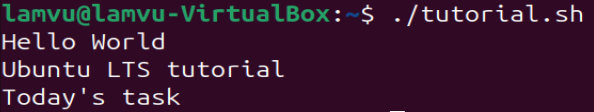 lamvu@lamvu-VirtualBox:~$ ./tutorial.sh
Hello World
Ubuntu LTS tutorial
Today's task